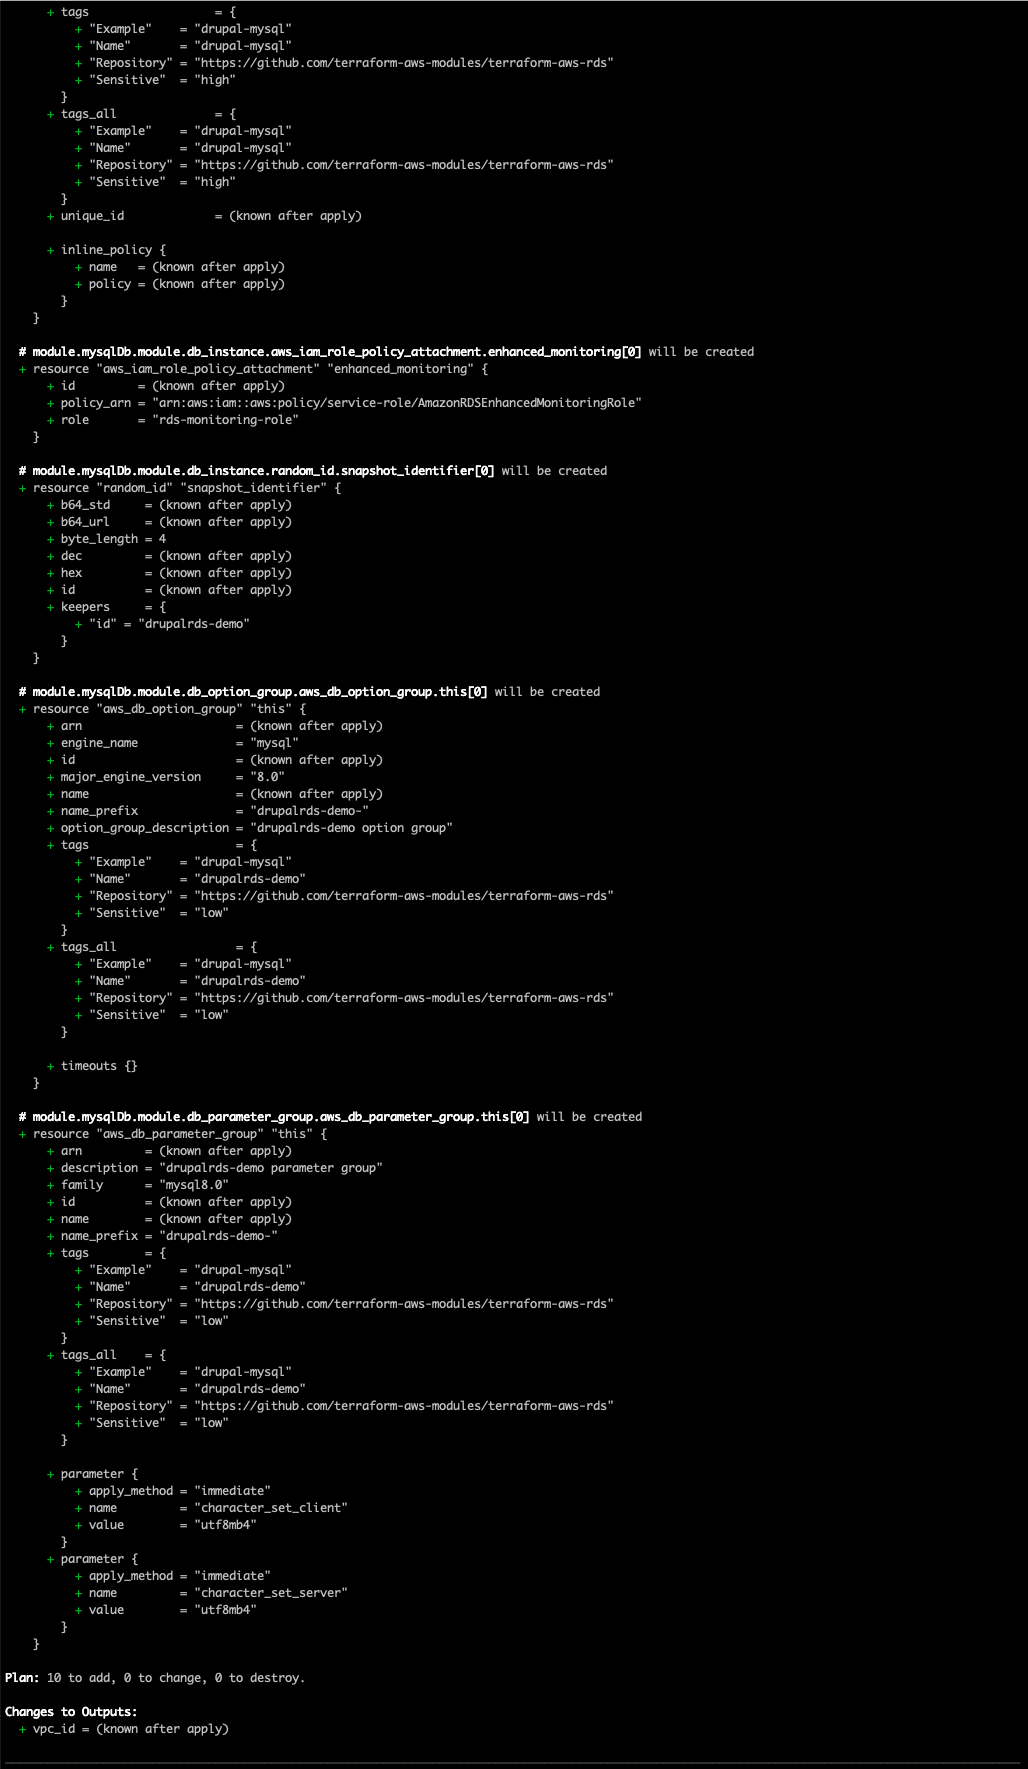 + tags                  = {
    + "Example"    = "drupal-mysql"
    + "Name"       = "drupal-mysql"
    + "Repository" = "https://github.com/terraform-aws-modules/terraform-aws-rds"
    + "Sensitive"  = "high"
  }
+ tags_all              = {
    + "Example"    = "drupal-mysql"
    + "Name"       = "drupal-mysql"
    + "Repository" = "https://github.com/terraform-aws-modules/terraform-aws-rds"
    + "Sensitive"  = "high"
  }
+ unique_id             = (known after apply)

+ inline_policy {
    + name   = (known after apply)
    + policy = (known after apply)
  }
}

# module.mysqlDb.module.db_instance.aws_iam_role_policy_attachment.enhanced_monitoring[0] will be created
+ resource "aws_iam_role_policy_attachment" "enhanced_monitoring" {
    + id         = (known after apply)
    + policy_arn = "arn:aws:iam::aws:policy/service-role/AmazonRDSEnhancedMonitoringRole"
    + role       = "rds-monitoring-role"
  }

# module.mysqlDb.module.db_instance.random_id.snapshot_identifier[0] will be created
+ resource "random_id" "snapshot_identifier" {
    + b64_std     = (known after apply)
    + b64_url     = (known after apply)
    + byte_length = 4
    + dec         = (known after apply)
    + hex         = (known after apply)
    + id          = (known after apply)
    + keepers     = {
        + "id" = "drupalrds-demo"
      }
  }

# module.mysqlDb.module.db_option_group.aws_db_option_group.this[0] will be created
+ resource "aws_db_option_group" "this" {
    + arn                      = (known after apply)
    + engine_name              = "mysql"
    + id                       = (known after apply)
    + major_engine_version     = "8.0"
    + name                     = (known after apply)
    + name_prefix              = "drupalrds-demo-"
    + option_group_description = "drupalrds-demo option group"
    + tags                     = {
        + "Example"    = "drupal-mysql"
        + "Name"       = "drupalrds-demo"
        + "Repository" = "https://github.com/terraform-aws-modules/terraform-aws-rds"
        + "Sensitive"  = "low"
      }
    + tags_all                 = {
        + "Example"    = "drupal-mysql"
        + "Name"       = "drupalrds-demo"
        + "Repository" = "https://github.com/terraform-aws-modules/terraform-aws-rds"
        + "Sensitive"  = "low"
      }

    + timeouts {}
  }

# module.mysqlDb.module.db_parameter_group.aws_db_parameter_group.this[0] will be created
+ resource "aws_db_parameter_group" "this" {
    + arn         = (known after apply)
    + description = "drupalrds-demo parameter group"
    + family      = "mysql8.0"
    + id          = (known after apply)
    + name        = (known after apply)
    + name_prefix = "drupalrds-demo-"
    + tags        = {
        + "Example"    = "drupal-mysql"
        + "Name"       = "drupalrds-demo"
        + "Repository" = "https://github.com/terraform-aws-modules/terraform-aws-rds"
        + "Sensitive"  = "low"
      }
    + tags_all    = {
        + "Example"    = "drupal-mysql"
        + "Name"       = "drupalrds-demo"
        + "Repository" = "https://github.com/terraform-aws-modules/terraform-aws-rds"
        + "Sensitive"  = "low"
      }

    + parameter {
        + apply_method = "immediate"
        + name         = "character_set_client"
        + value        = "utf8mb4"
      }
    + parameter {
        + apply_method = "immediate"
        + name         = "character_set_server"
        + value        = "utf8mb4"
      }
  }

Plan: 10 to add, 0 to change, 0 to destroy.

Changes to Outputs:
  + vpc_id = (known after apply)